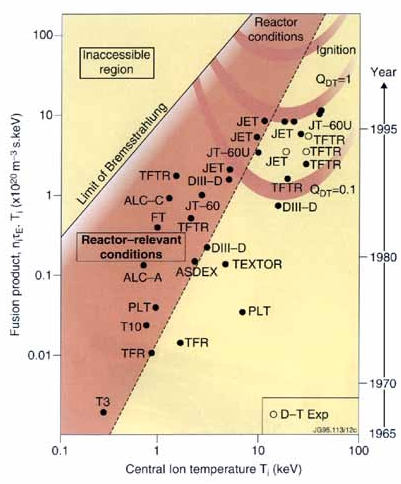 Reactor
conditions
100
Inaccessible
region
Ignition
Q_DT=1
Year
Limit of Bremsstrahlung
10
JET
JET
JT-60U
1995
JET
TFTR
JT-60U
JET
TFTR
TFTR
JET
DIII-D
TFTR
TFTR
Q_DT=0.1
1
ALC-C
JT-60
DIII-D
FT
TFTR
Reactor-relevant
conditions
DIII-D
1980
ASDEX
TEXTOR
0.1
ALC-A
PLT
PLT
T10
TFR
0.01
TFR
1970
T3
D-T Exp
JG95.113/12c
1965
0.1
1
10
100
Central Ion temperature T_i (keV)
Fusion product, n_iτ_E. T_i (x10^20 m^-3 s.keV)